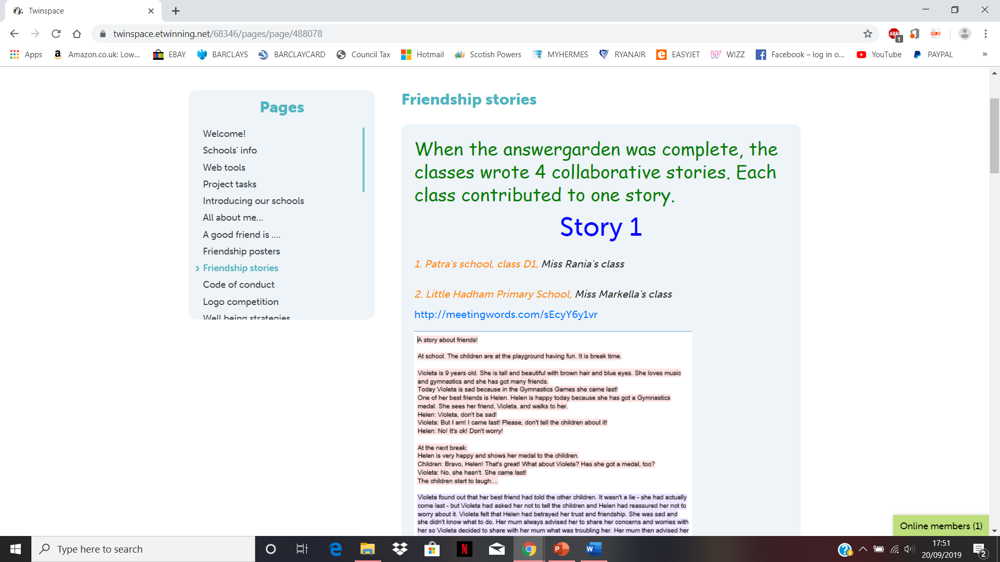 Twinspace
twinspace.etwinning.net/68346/pages/page/488078
ABP
1
Apps
Amazon.co.uk: Low...
EBAY
BARCLAYS
BARCLAYCARD
Council Tax
Hotmail
Scotish Powers
MYHERMES
RYANAIR
EASYJET
WIZZ
Facebook – log in o...
YouTube
PAYPAL
»
Pages
Welcome!
Schools' info
Web tools
Project tasks
Introducing our schools
All about me...
A good friend is ....
Friendship posters
Friendship stories
Code of conduct
Logo competition
Well being strategies
Friendship stories
When the answergarden was complete, the
classes wrote 4 collaborative stories. Each
class contributed to one story.
Story 1
1. Patra's school, class D1, Miss Rania's class
2. Little Hadham Primary School, Miss Markella's class
http://meetingwords.com/sEcyY6y1vr
A story about friends!
At school. The children are at the playground having fun. It is break time.
Violeta is 9 years old. She is tall and beautiful with brown hair and blue eyes. She loves music
and gymnastics and she has got many friends.
Today Violeta is sad because in the Gymnastics Games she came last!
One of her best friends is Helen. Helen is happy today because she has got a Gymnastics
medal. She sees her friend, Violeta, and walks to her.
Helen: Violeta, don't be sad!
Violeta: But I am! I came last! Please, don't tell the children about it!
Helen: No! It's ok! Don't worry!
At the next break:
Helen is very happy and shows her medal to the children.
Children: Bravo, Helen! That's great! What about Violeta? Has she got a medal, too?
Violeta: No, she hasn't. She came last!
The children start to laugh....
Violeta found out that her best friend had told the other children. It wasn't a lie - she had actually
come last - but Violeta had asked her not to tell the children and Helen had reassured her not to
worry about it. Violeta felt that Helen had betrayed her trust and friendship. She was sad and
she didn't know what to do. Her mum always advised her to share her concerns and worries with
her so Violeta decided to share with her mum what was troubling her. Her mum then advised her
Online members (1)
Type here to search
17:51
20/09/2019
2